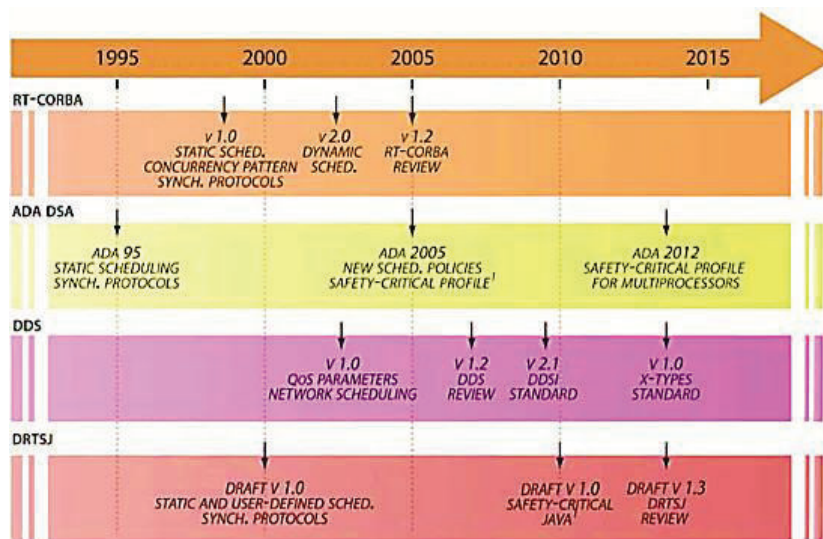 1995 2000 2005 2010 2015
RT-CORBA
V 1.0 V 2.0 V 1.2
STATIC SCHED. DYNAMIC RT-CORBA
CONCURRENCY PATTERN SCHED. REVIEW
SYNCH. PROTOCOLS
ADA DSA
ADA 95 ADA 2005 ADA 2012
STATIC SCHEDULING NEW SCHED. POLICIES SAFETY-CRITICAL PROFILE
SYNCH. PROTOCOLS SAFETY-CRITICAL PROFILE¹ FOR MULTIPROCESSORS
DDS
V 1.0 V 1.2 V 2.1 V 1.0
QoS PARAMETERS DDS DDSI X-TYPES
NETWORK SCHEDULING REVIEW STANDARD STANDARD
DRTSJ
DRAFT V 1.0 DRAFT V 1.0 DRAFT V 1.3
STATIC AND USER-DEFINED SCHED. SAFETY-CRITICAL DRTSJ
SYNCH. PROTOCOLS JAVA¹ REVIEW